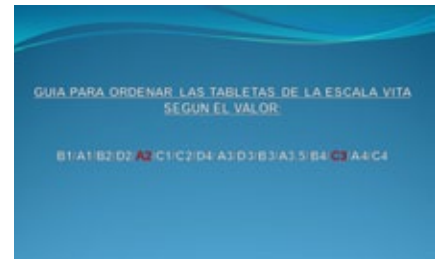 GUIA PARA ORDENAR LAS TABLETAS DE LA ESCALA VITA
SEGUN EL VALOR:
B1/A1/B2/D2/A2/C1/C2/D4/A3/D3/B3/A3.5/B4/C3/A4/C4